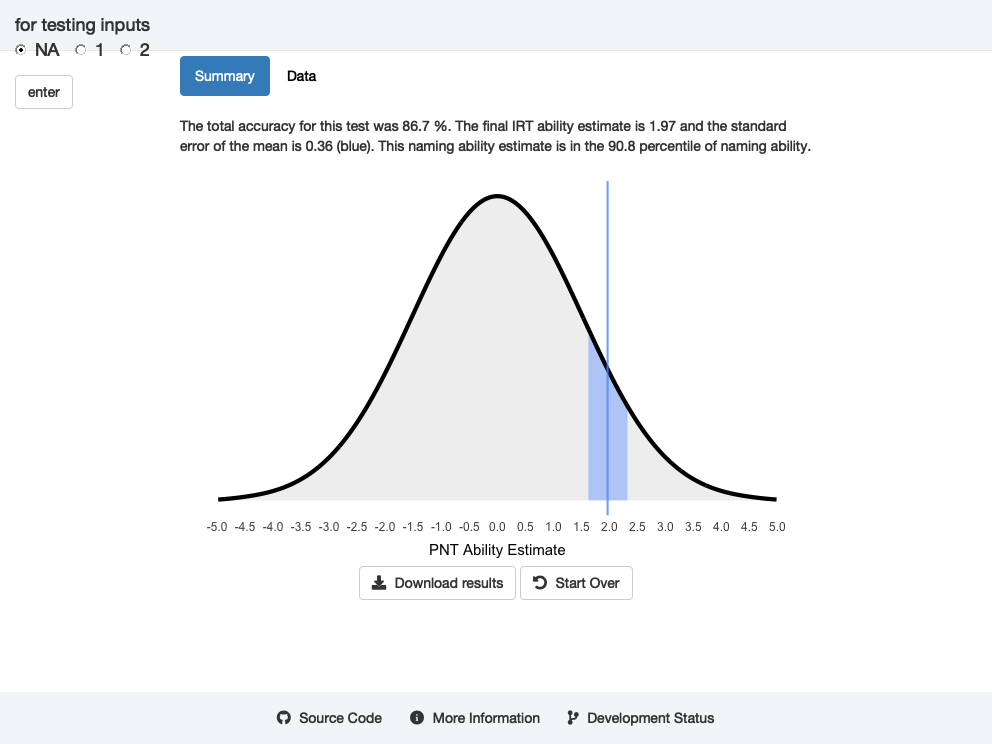 for testing inputs
NA 1 2
enter
Summary Data
The total accuracy for this test was 86.7 %. The final IRT ability estimate is 1.97 and the standard
error of the mean is 0.36 (blue). This naming ability estimate is in the 90.8 percentile of naming ability.
-5.0 -4.5 -4.0 -3.5 -3.0 -2.5 -2.0 -1.5 -1.0 -0.5 0.0 0.5 1.0 1.5 2.0 2.5 3.0 3.5 4.0 4.5 5.0
PNT Ability Estimate
Download results Start Over
Source Code More Information Development Status